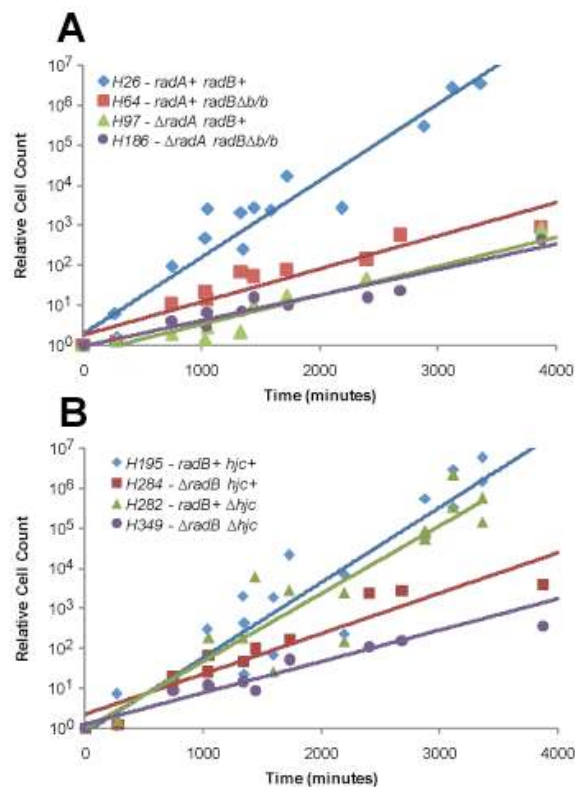 A
10⁷
10⁶
10⁵
10⁴
10³
10²
10¹
10⁰
Relative Cell Count
H26 - radA+ radB+
H64 - radA+ radBΔb/b
H97 - ΔradA radB+
H186 - ΔradA radBΔb/b
0 1000 2000 3000 4000
Time (minutes)
B
10⁷
10⁶
10⁵
10⁴
10³
10²
10¹
10⁰
Relative Cell Count
H195 - radB+ hjc+
H284 - ΔradB hjc+
H282 - radB+ Δhjc
H349 - ΔradB Δhjc
0 1000 2000 3000 4000
Time (minutes)